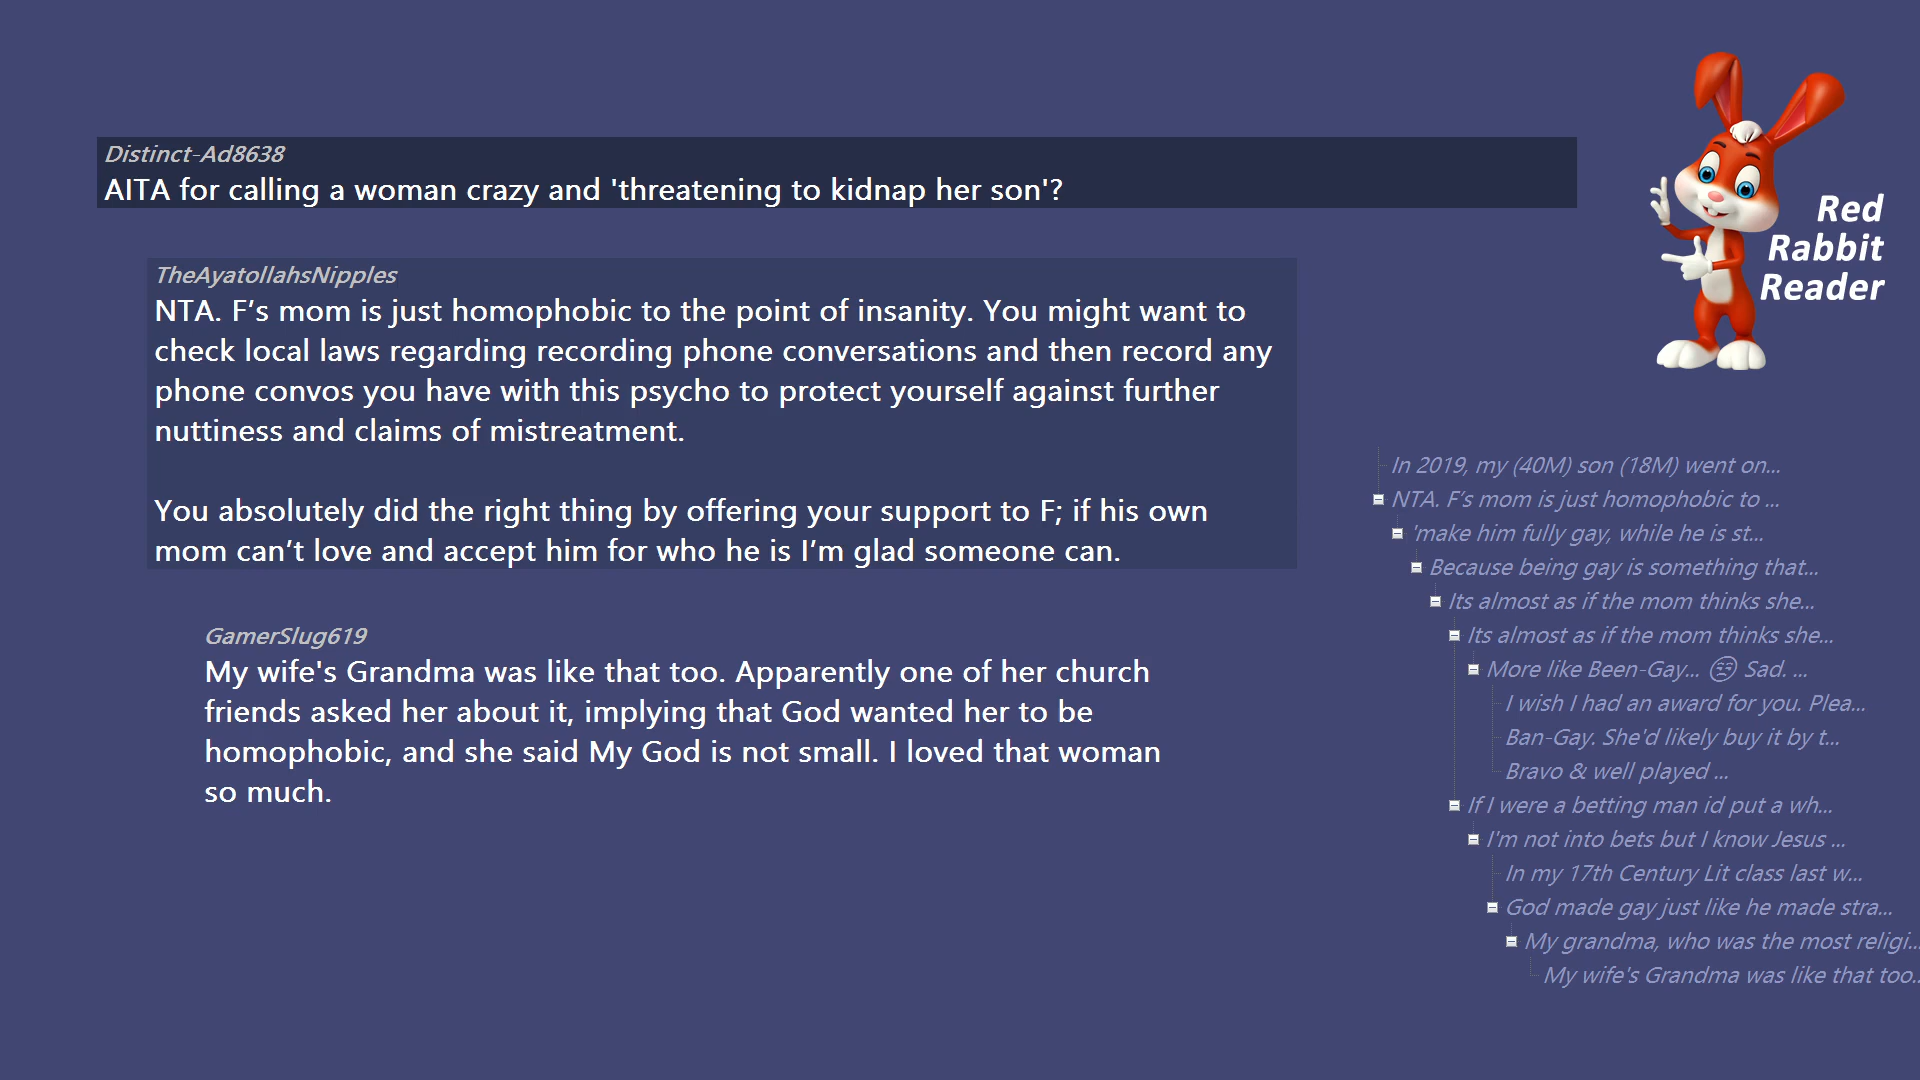 Distinct-Ad8638
AITA for calling a woman crazy and 'threatening to kidnap her son'?
TheAyatollahsNipples
NTA. F’s mom is just homophobic to the point of insanity. You might want to
check local laws regarding recording phone conversations and then record any
phone convos you have with this psycho to protect yourself against further
nuttiness and claims of mistreatment.
You absolutely did the right thing by offering your support to F; if his own
mom can’t love and accept him for who he is I’m glad someone can.
GamerSlug619
My wife's Grandma was like that too. Apparently one of her church
friends asked her about it, implying that God wanted her to be
homophobic, and she said My God is not small. I loved that woman
so much.
Red
Rabbit
Reader
In 2019, my (40M) son (18M) went on...
NTA. F’s mom is just homophobic to ...
'make him fully gay, while he is st...
Because being gay is something that...
Its almost as if the mom thinks she...
Its almost as if the mom thinks she...
More like Been-Gay... 😒 Sad. ...
I wish I had an award for you. Plea...
Ban-Gay. She'd likely buy it by t...
Bravo & well played ...
If I were a betting man id put a wh...
I'm not into bets but I know Jesus ...
In my 17th Century Lit class last w...
God made gay just like he made stra...
My grandma, who was the most religi...
My wife's Grandma was like that too...